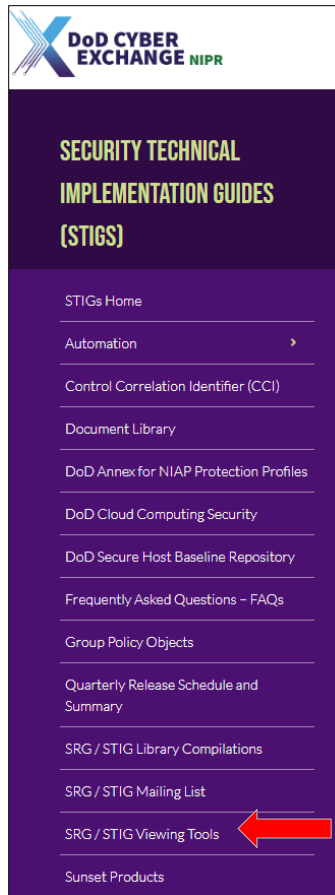 DoD CYBER
EXCHANGE NIPR
SECURITY TECHNICAL
IMPLEMENTATION GUIDES
(STIGS)
STIGs Home
Automation
Control Correlation Identifier (CCI)
Document Library
DoD Annex for NIAP Protection Profiles
DoD Cloud Computing Security
DoD Secure Host Baseline Repository
Frequently Asked Questions – FAQs
Group Policy Objects
Quarterly Release Schedule and
Summary
SRG / STIG Library Compilations
SRG / STIG Mailing List
SRG / STIG Viewing Tools
Sunset Products